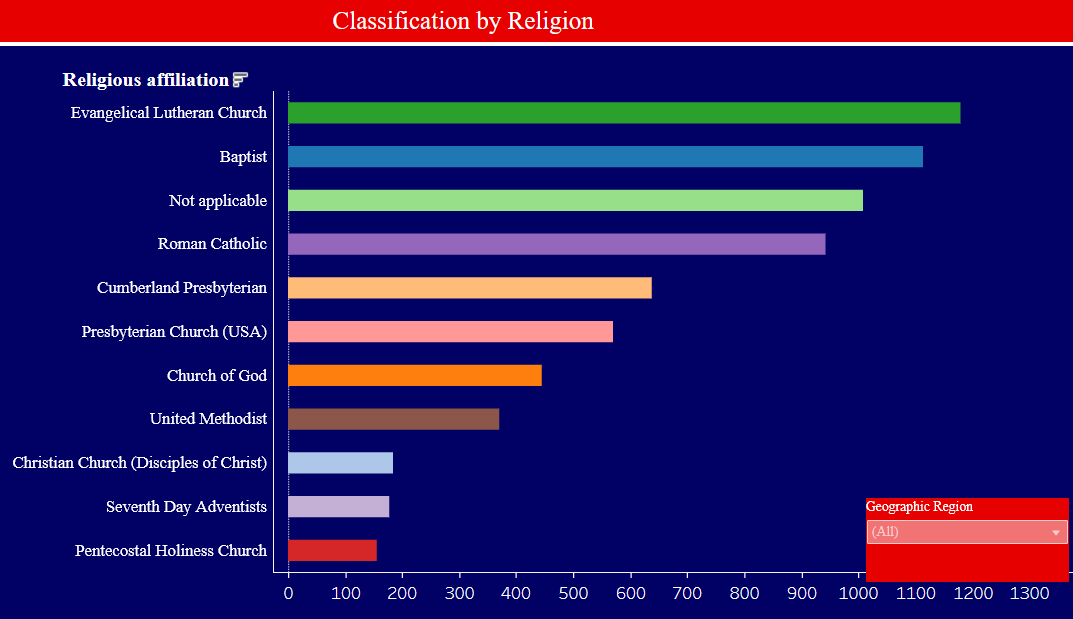 Classification by Religion
Religious affiliation
Evangelical Lutheran Church
Baptist
Not applicable
Roman Catholic
Cumberland Presbyterian
Presbyterian Church (USA)
Church of God
United Methodist
Christian Church (Disciples of Christ)
Seventh Day Adventists
Pentecostal Holiness Church
Geographic Region
(All)
0 100 200 300 400 500 600 700 800 900 1000 1100 1200 1300